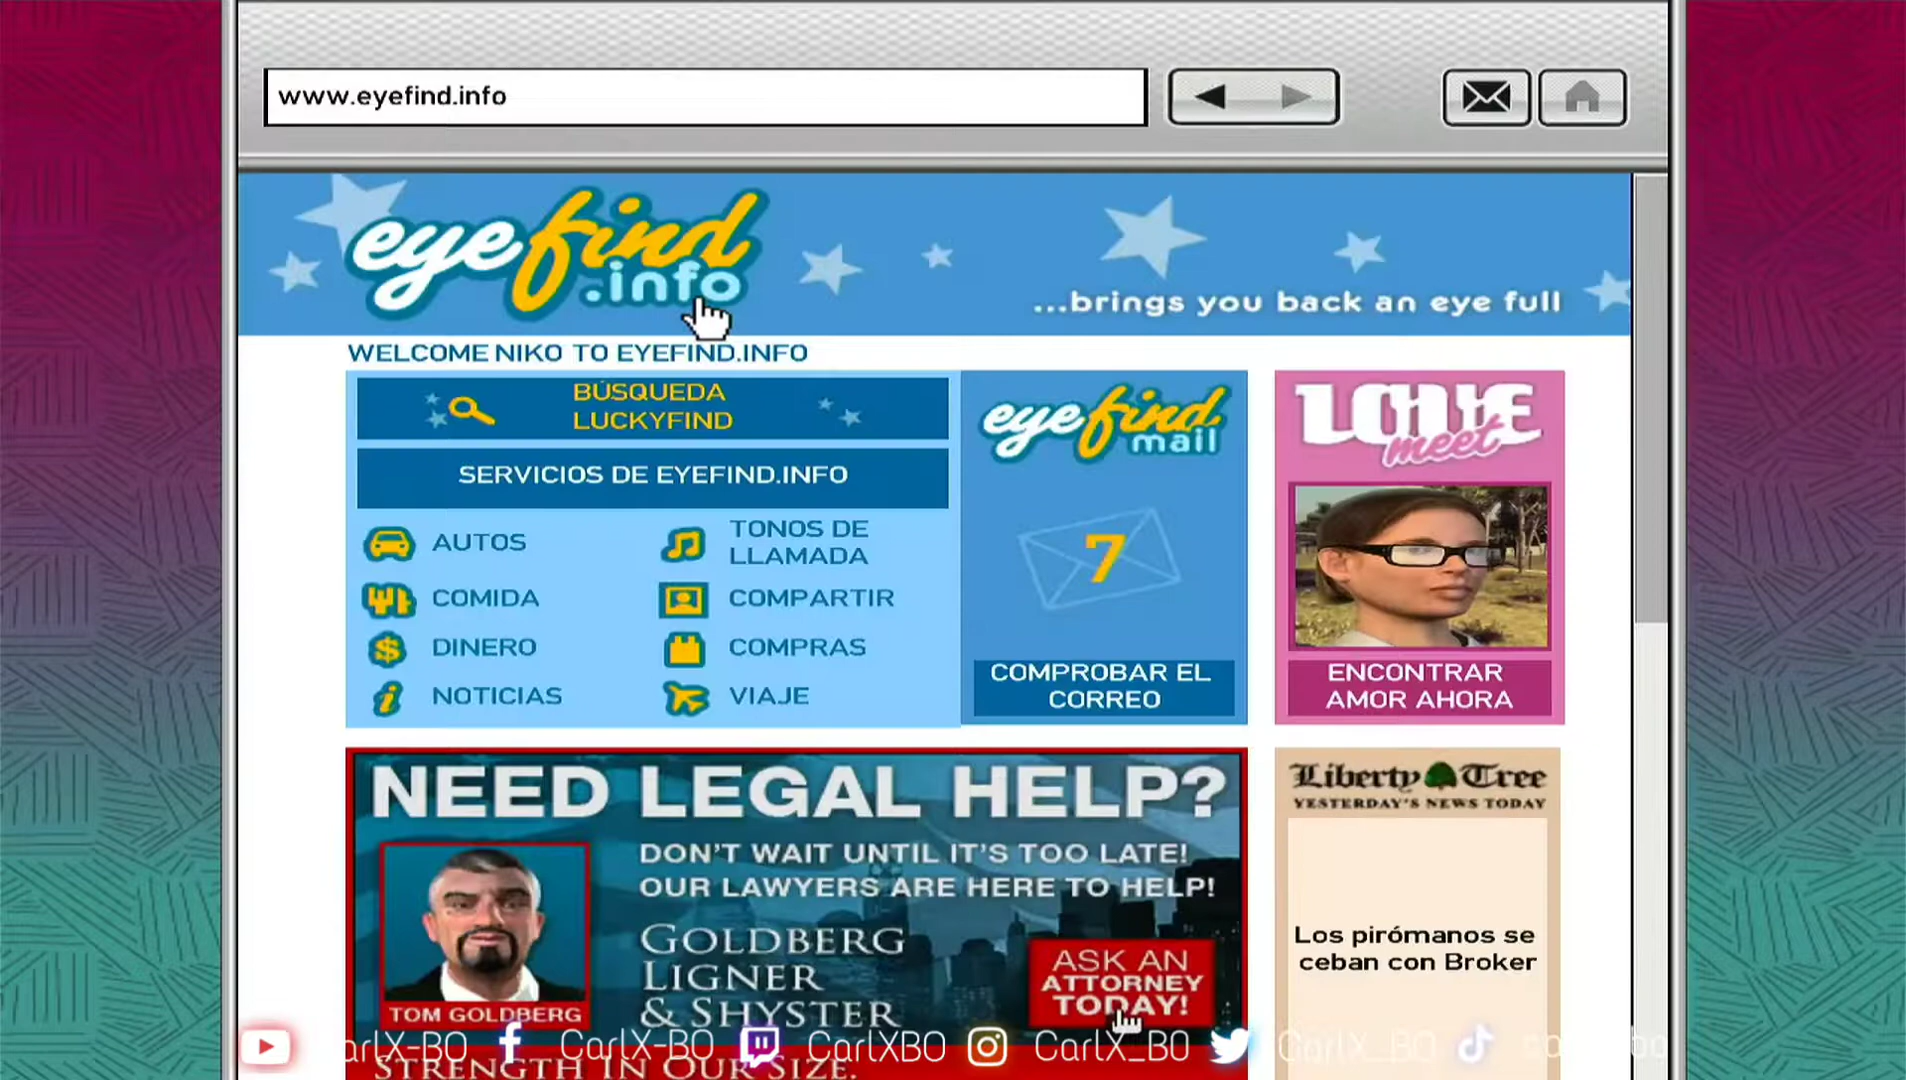 www.eyefind.info
eyefind
.info
...brings you back an eye full
WELCOME NIKO TO EYEFIND.INFO
BÚSQUEDA
LUCKYFIND
SERVICIOS DE EYEFIND.INFO
AUTOS
TONOS DE
LLAMADA
COMIDA
COMPARTIR
DINERO
COMPRAS
NOTICIAS
VIAJE
eyefind
mail
7
COMPROBAR EL
CORREO
LOVE
meet
ENCONTRAR
AMOR AHORA
NEED LEGAL HELP?
DON'T WAIT UNTIL IT'S TOO LATE!
OUR LAWYERS ARE HERE TO HELP!
GOLDBERG
LIGNER
& SHYSTER
TOM GOLDBERG
ASK AN
ATTORNEY
TODAY!
STRENGTH IN OUR SIZE.
Liberty Tree
YESTERDAY'S NEWS TODAY
Los pirómanos se
ceban con Broker
CarlX-BO
CarlX-BO
CarlXBO
CarlX_BO
CarlX_BO